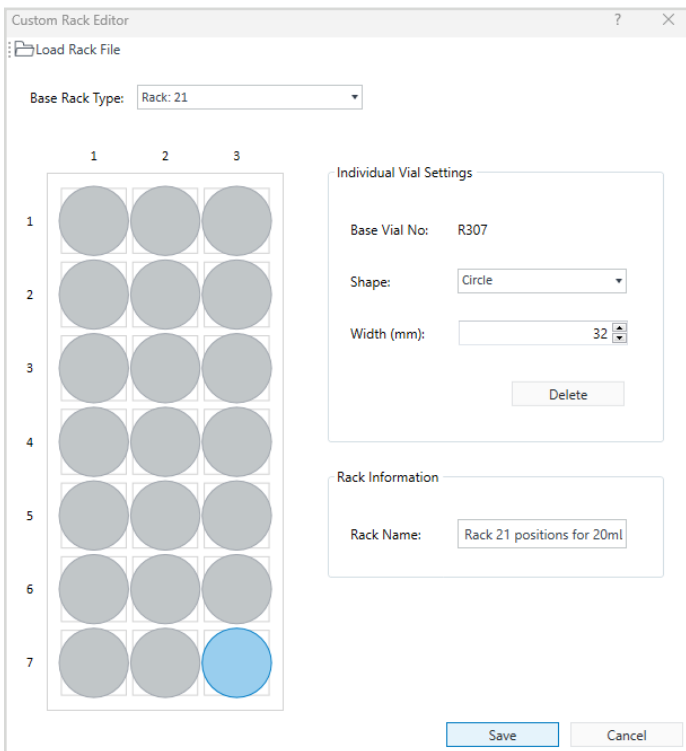 Custom Rack Editor ? ×
Load Rack File
Base Rack Type: Rack: 21
1 2 3
Individual Vial Settings
1
Base Vial No: R307
2
Shape: Circle
Width (mm): 32
3
Delete
4
Rack Information
5
Rack Name: Rack 21 positions for 20ml
6
7
Save Cancel